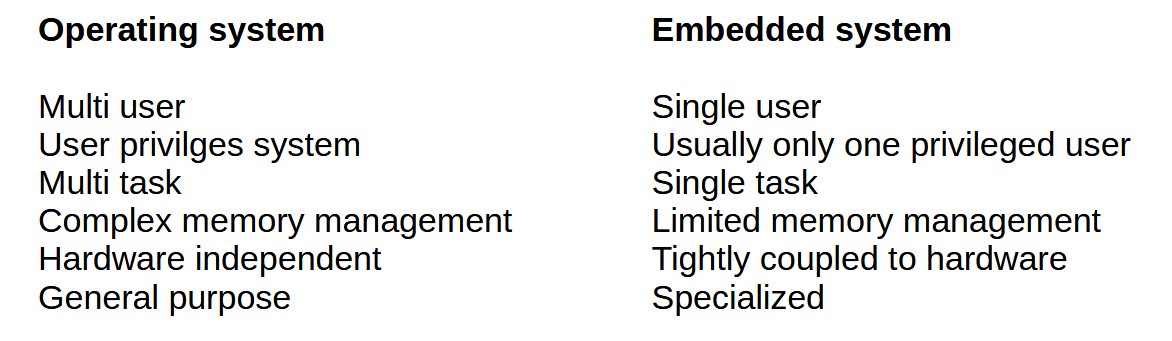 Operating system
Multi user
User privilges system
Multi task
Complex memory management
Hardware independent
General purpose
Embedded system
Single user
Usually only one privileged user
Single task
Limited memory management
Tightly coupled to hardware
Specialized